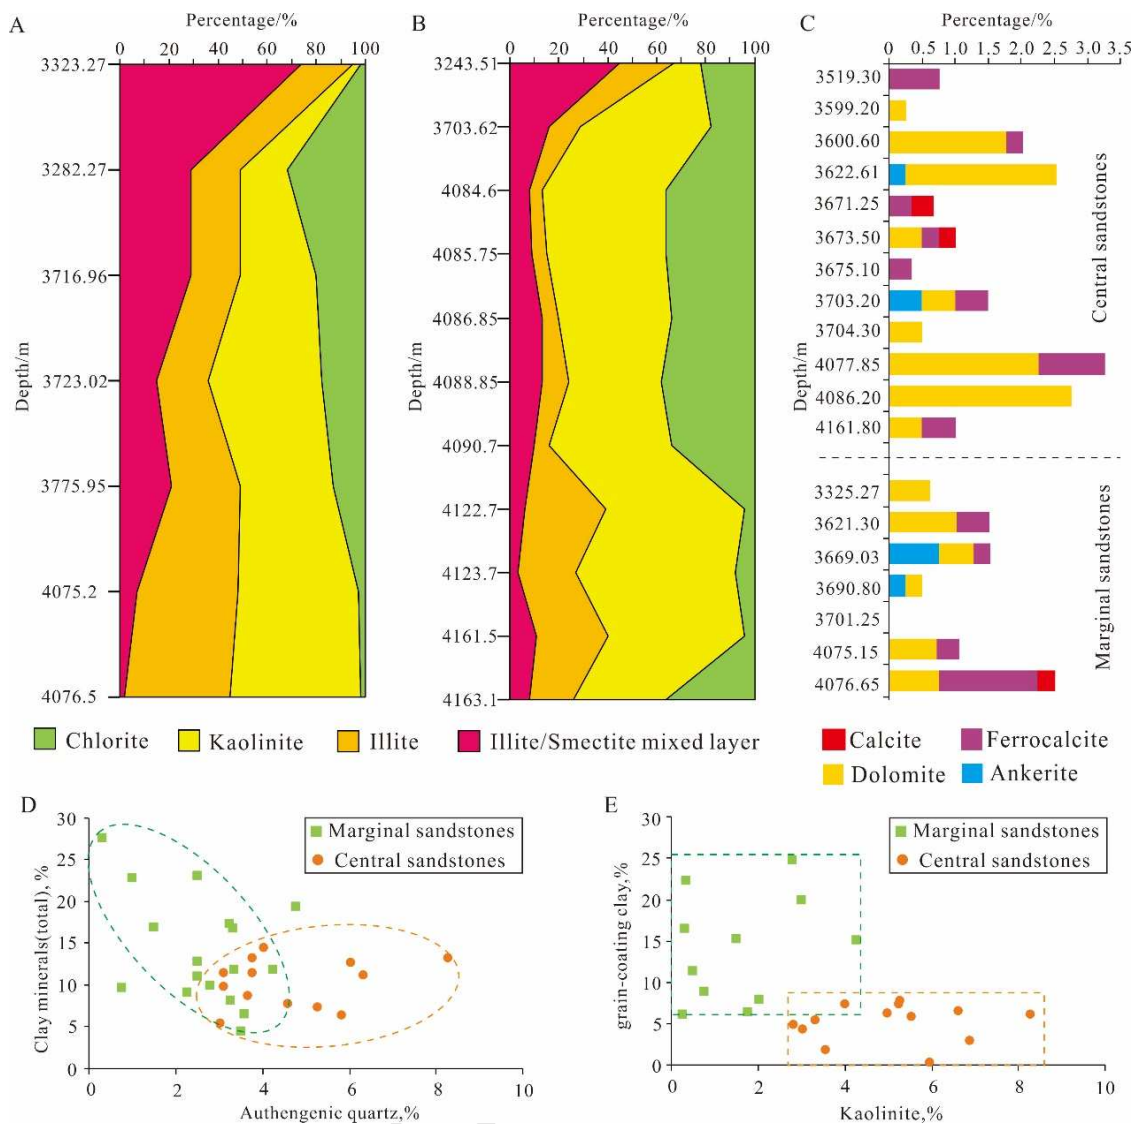 A
Percentage/%
0 20 40 60 80 100
3323.27
3282.27
3716.96
3723.02
3775.95
4075.2
4076.5
Depth/m
B
Percentage/%
0 20 40 60 80 100
3243.51
3703.62
4084.6
4085.75
4086.85
4088.85
4090.7
4122.7
4123.7
4161.5
4163.1
Depth/m
C
Percentage/%
0 0.5 1.0 1.5 2.0 2.5 3.0 3.5
3519.30
3599.20
3600.60
3622.61
3671.25
3673.50
3675.10
3703.20
3704.30
4077.85
4086.20
4161.80
3325.27
3621.30
3669.03
3690.80
3701.25
4075.15
4076.65
Depth/m
Central sandstones
Marginal sandstones
Chlorite Kaolinite Illite Illite/Smectite mixed layer
Calcite Ferrocalcite
Dolomite Ankerite
D
Marginal sandstones
Central sandstones
30
25
20
15
10
5
0
0 2 4 6 8 10
Clay minerals(total), %
Authengenic quartz,%
E
Marginal sandstones
Central sandstones
30
25
20
15
10
5
0
0 2 4 6 8 10
grain-coating clay,%
Kaolinite,%